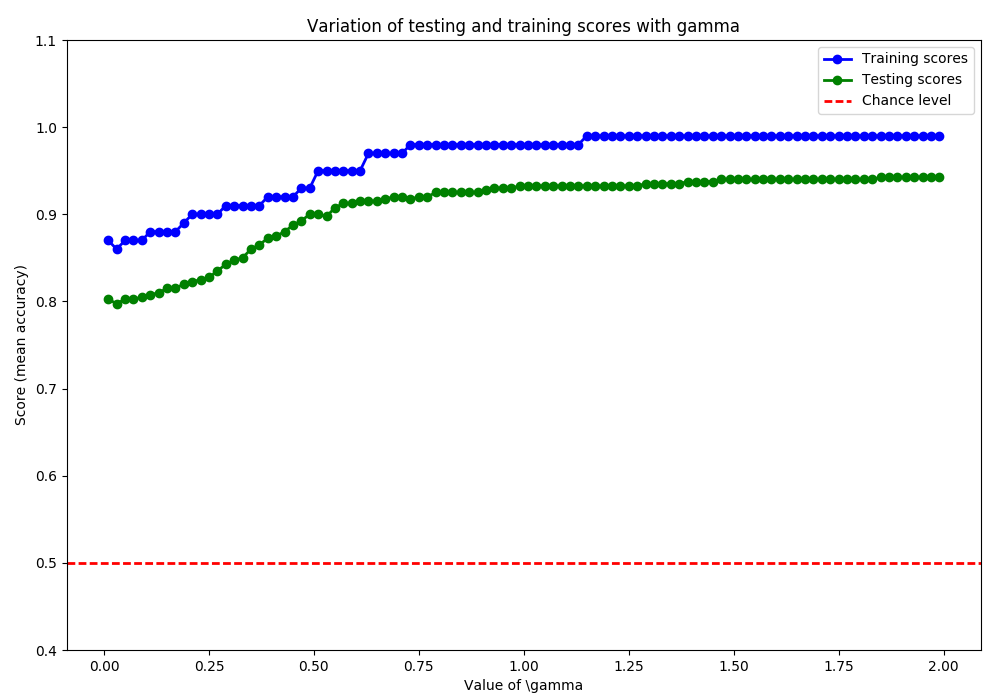 Variation of testing and training scores with gamma
Training scores
Testing scores
Chance level
Score (mean accuracy)
1.1
1.0
0.9
0.8
0.7
0.6
0.5
0.4
0.00 0.25 0.50 0.75 1.00 1.25 1.50 1.75 2.00
Value of \gamma